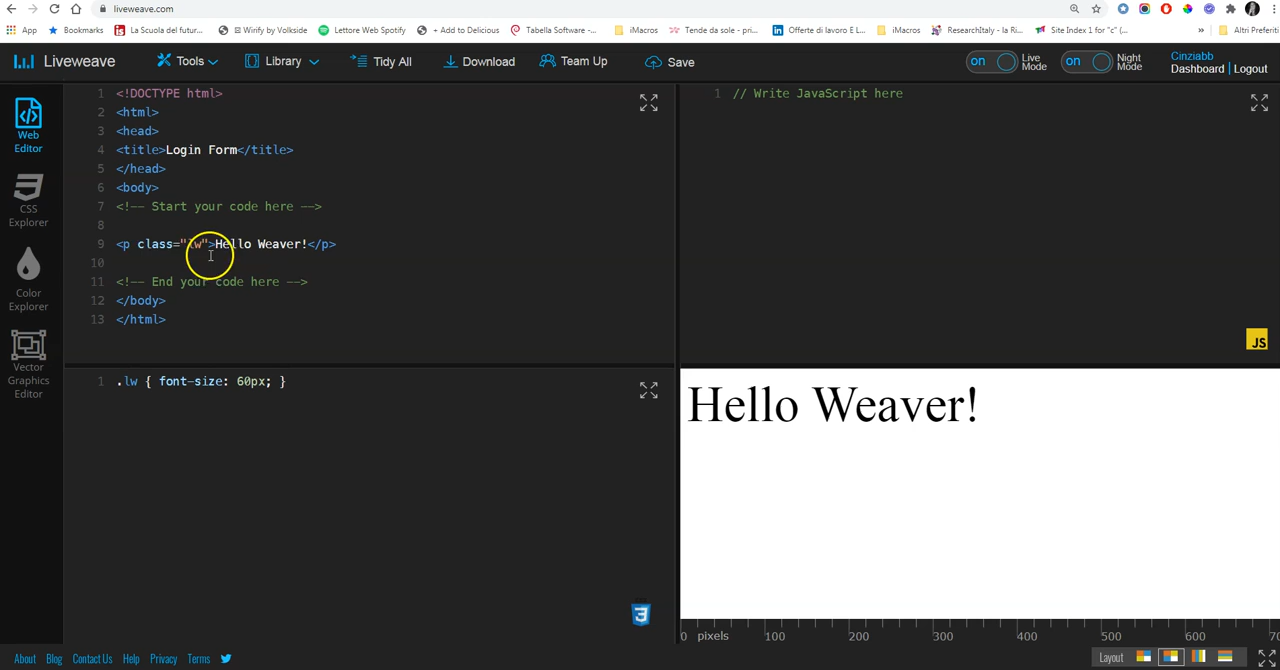 liveweave.com
App
Bookmarks
La Scuola del futur...
Wirify by Volkside
Lettore Web Spotify
+ Add to Delicious
Tabella Software -...
iMacros
Tende da sole - pri...
Offerte di lavoro E L...
iMacros
ResearchItaly - la Ri...
Site Index 1 for "c" (...
»
Altri Preferiti
Liveweave
Tools
Library
Tidy All
Download
Team Up
Save
on
Live
Mode
on
Night
Mode
Cinziabb
Dashboard | Logout
Web
Editor
CSS
Explorer
Color
Explorer
Vector
Graphics
Editor
1 <!DOCTYPE html>
2 <html>
3 <head>
4 <title>Login Form</title>
5 </head>
6 <body>
7 <!-- Start your code here -->
8
9 <p class="lw">Hello Weaver!</p>
10
11 <!-- End your code here -->
12 </body>
13 </html>
1 // Write JavaScript here
JS
1 .lw { font-size: 60px; }
3
Hello Weaver!
0 pixels 100 200 300 400 500 600 70
About Blog Contact Us Help Privacy Terms
Layout